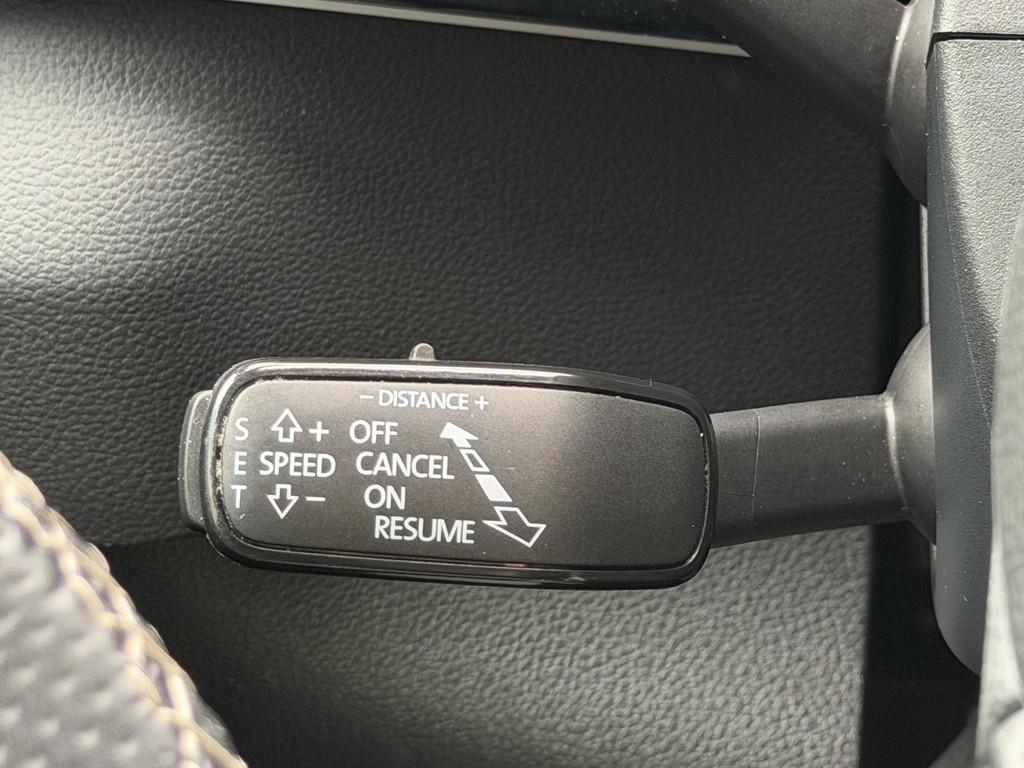 − DISTANCE +
S + OFF
E SPEED CANCEL
T − ON
RESUME